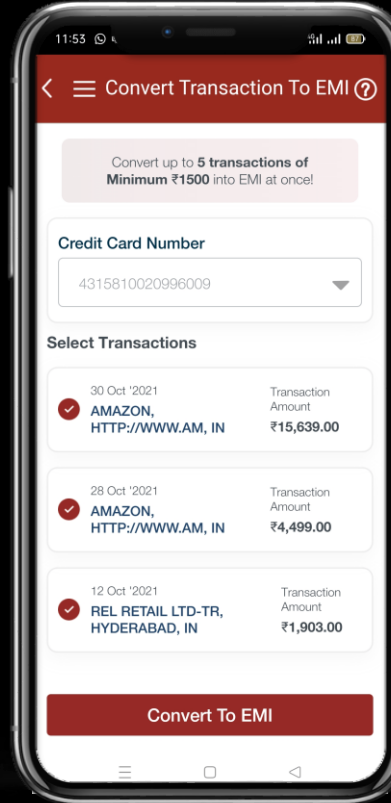 11:53
87
Convert Transaction To EMI
Convert up to 5 transactions of
Minimum ₹1500 into EMI at once!
Credit Card Number
4315810020996009
Select Transactions
30 Oct '2021
AMAZON,
HTTP://WWW.AM, IN
Transaction
Amount
₹15,639.00
28 Oct '2021
AMAZON,
HTTP://WWW.AM, IN
Transaction
Amount
₹4,499.00
12 Oct '2021
REL RETAIL LTD-TR,
HYDERABAD, IN
Transaction
Amount
₹1,903.00
Convert To EMI